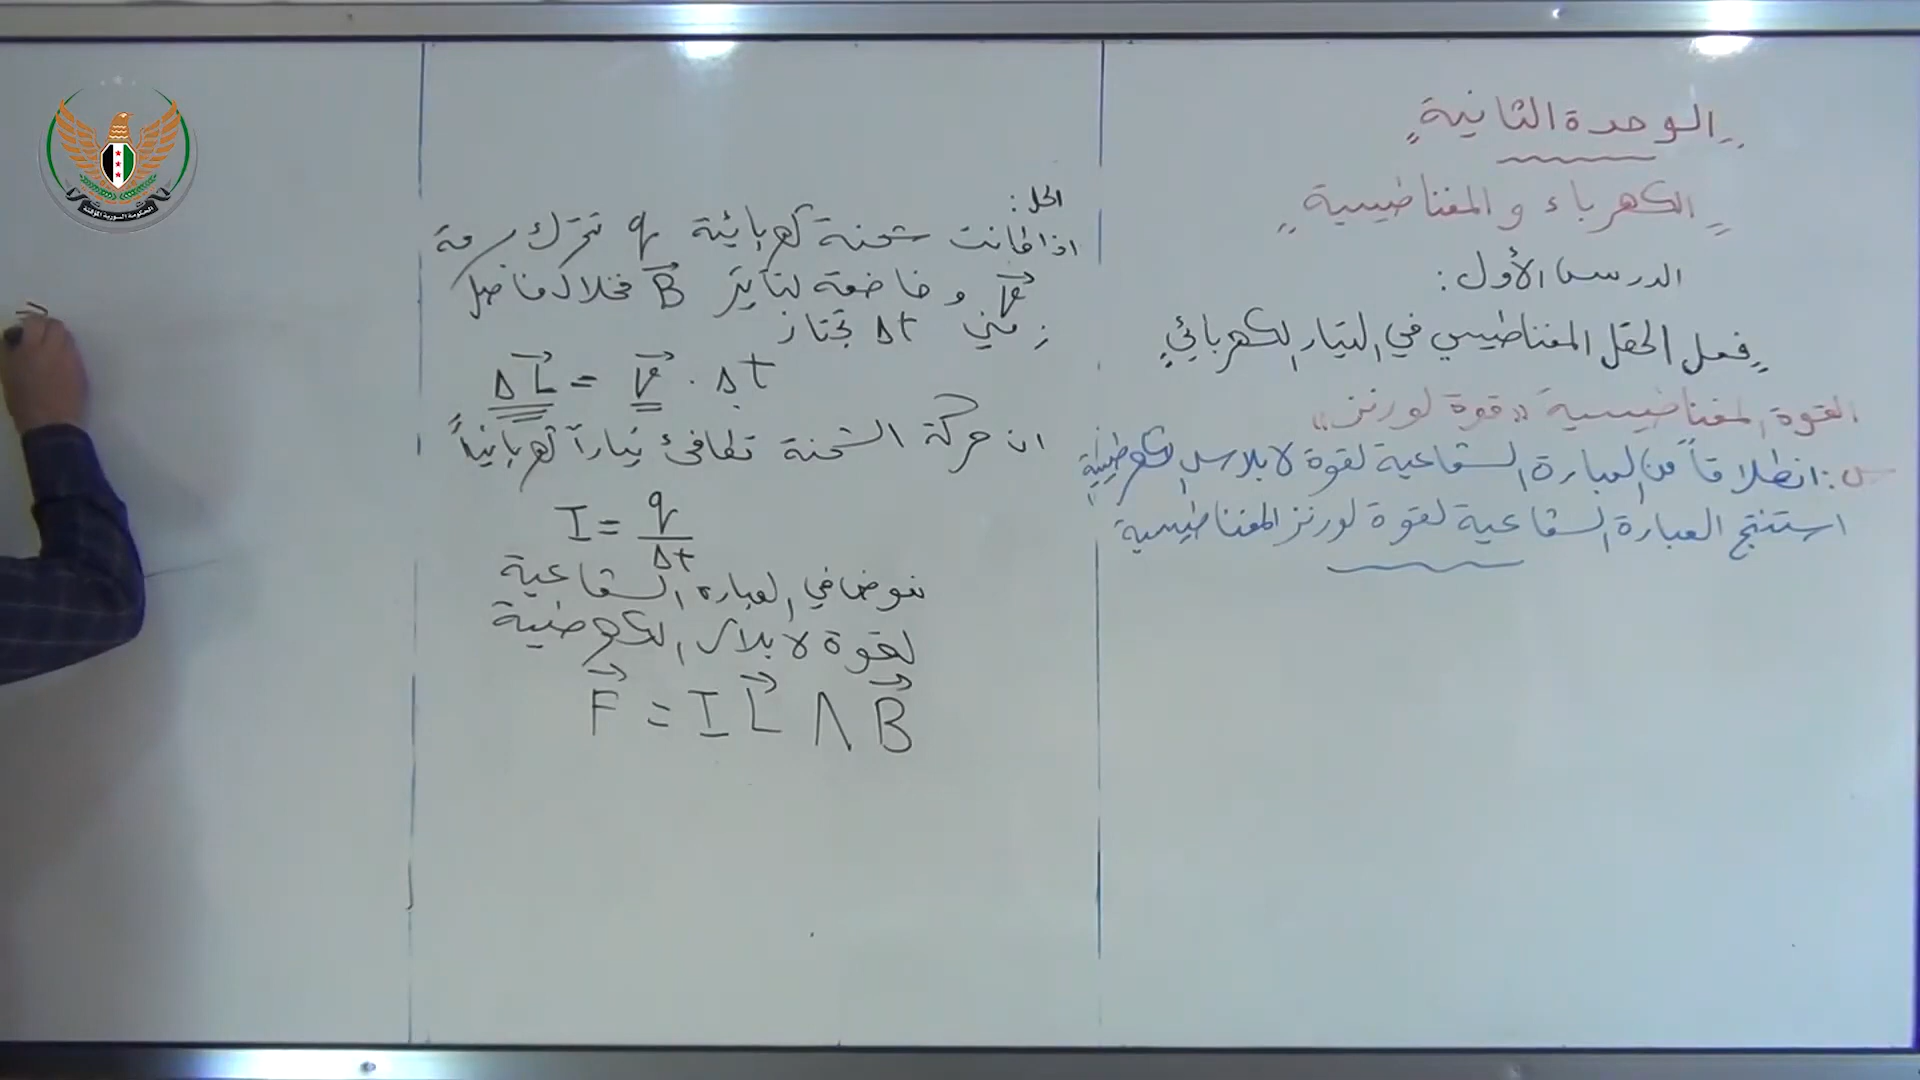 الوحدة الثانية
الكهرباء والمغناطيسية
الدرس الأول:
فعل الحقل المغناطيسي في التيار الكهربائي
القوة المغناطيسية "قوة لورنز"
س: انطلاقاً من العبارة الشعاعية لقوة لابلاس الكهرطيسية
استنتج العبارة الشعاعية لقوة لورنز المغناطيسية
الحل:
اذا كانت شحنة كهربائية q تتحرك بسرعة
v⃗ وخاضعة لتأثير B⃗ فخلال فاصل
زمني Δt تجتاز
ΔL⃗ = v⃗ . Δt
ان حركة الشحنة تكافئ تياراً كهربائياً
I = q/Δt
نعوض في العبارة الشعاعية
لقوة لابلاس الكهرطيسية
F⃗ = I L⃗ Λ B⃗
الحكومة السورية المؤقتة